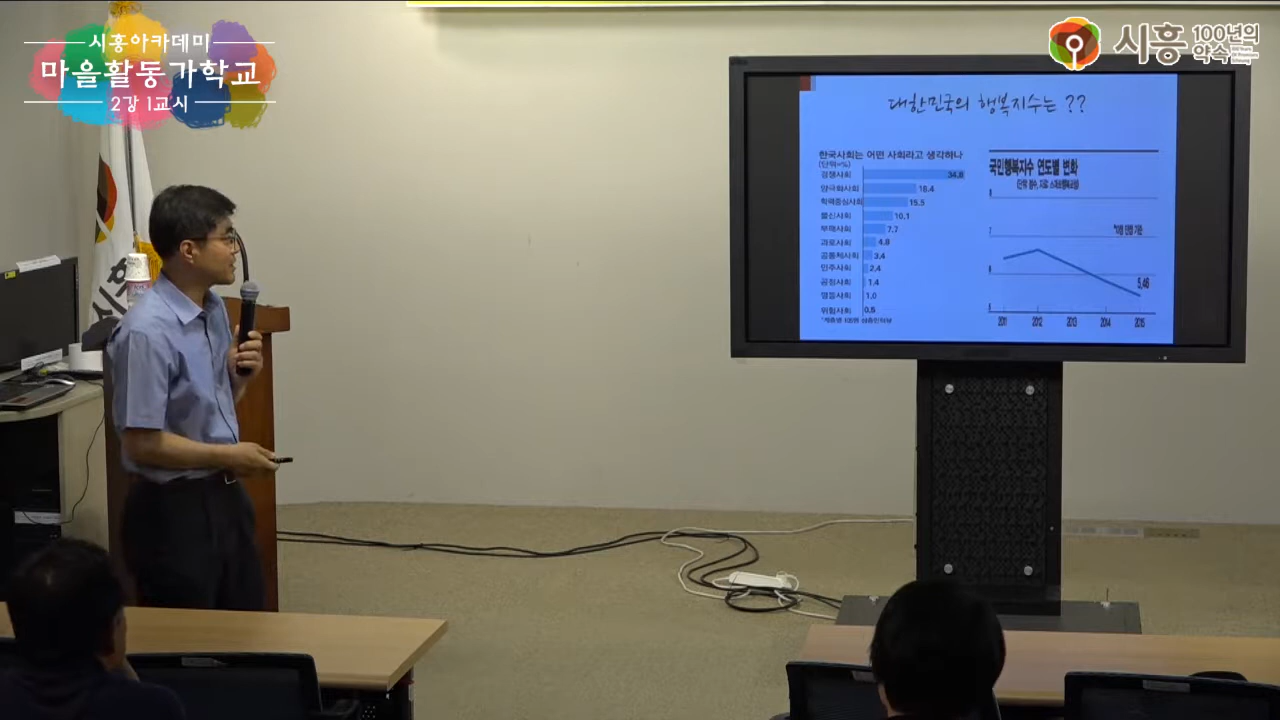 시흥아카데미
마을활동가학교
2강 1교시
시흥 100년의 약속
대한민국의 행복지수는 ??
한국사회는 어떤 사회라고 생각하나
(단위=%)
경쟁사회 34.8
양극화사회 18.4
학력중심사회 15.5
불신사회 10.1
부패사회 7.7
과로사회 4.8
공동체사회 3.4
민주사회 2.4
공정사회 1.4
평등사회 1.0
위험사회 0.5
국민행복지수 연도별 변화
5.46
2011 2012 2013 2014 2015
시흥